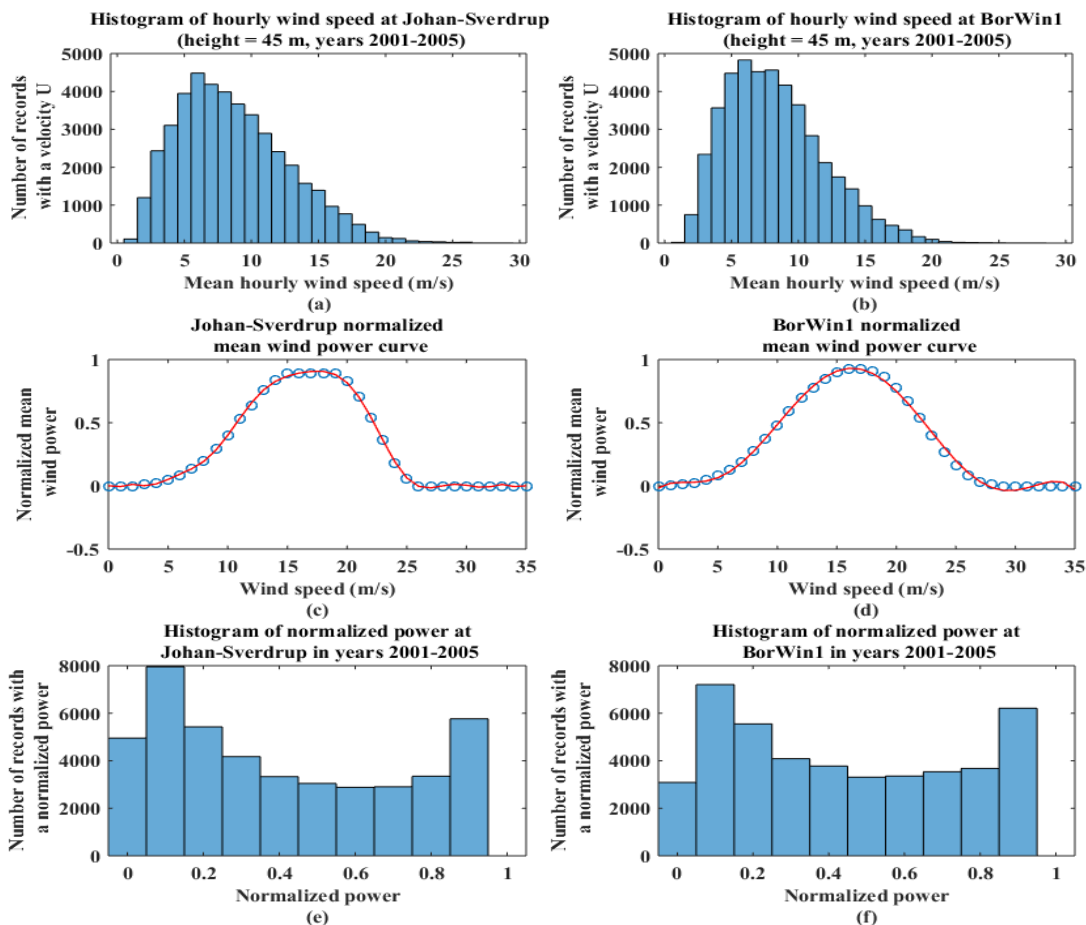 Histogram of hourly wind speed at Johan-Sverdrup
(height = 45 m, years 2001-2005)
Number of records
with a velocity U
5000
4000
3000
2000
1000
0
0 5 10 15 20 25 30
Mean hourly wind speed (m/s)
(a)
Histogram of hourly wind speed at BorWin1
(height = 45 m, years 2001-2005)
Number of records
with a velocity U
5000
4000
3000
2000
1000
0
0 5 10 15 20 25 30
Mean hourly wind speed (m/s)
(b)
Johan-Sverdrup normalized
mean wind power curve
Normalized mean
wind power
1
0.5
0
-0.5
0 5 10 15 20 25 30 35
Wind speed (m/s)
(c)
BorWin1 normalized
mean wind power curve
Normalized mean
wind power
1
0.5
0
-0.5
0 5 10 15 20 25 30 35
Wind speed (m/s)
(d)
Histogram of normalized power at
Johan-Sverdrup in years 2001-2005
Number of records with
a normalized power
8000
6000
4000
2000
0
0 0.2 0.4 0.6 0.8 1
Normalized power
(e)
Histogram of normalized power at
BorWin1 in years 2001-2005
Number of records with
a normalized power
8000
6000
4000
2000
0
0 0.2 0.4 0.6 0.8 1
Normalized power
(f)